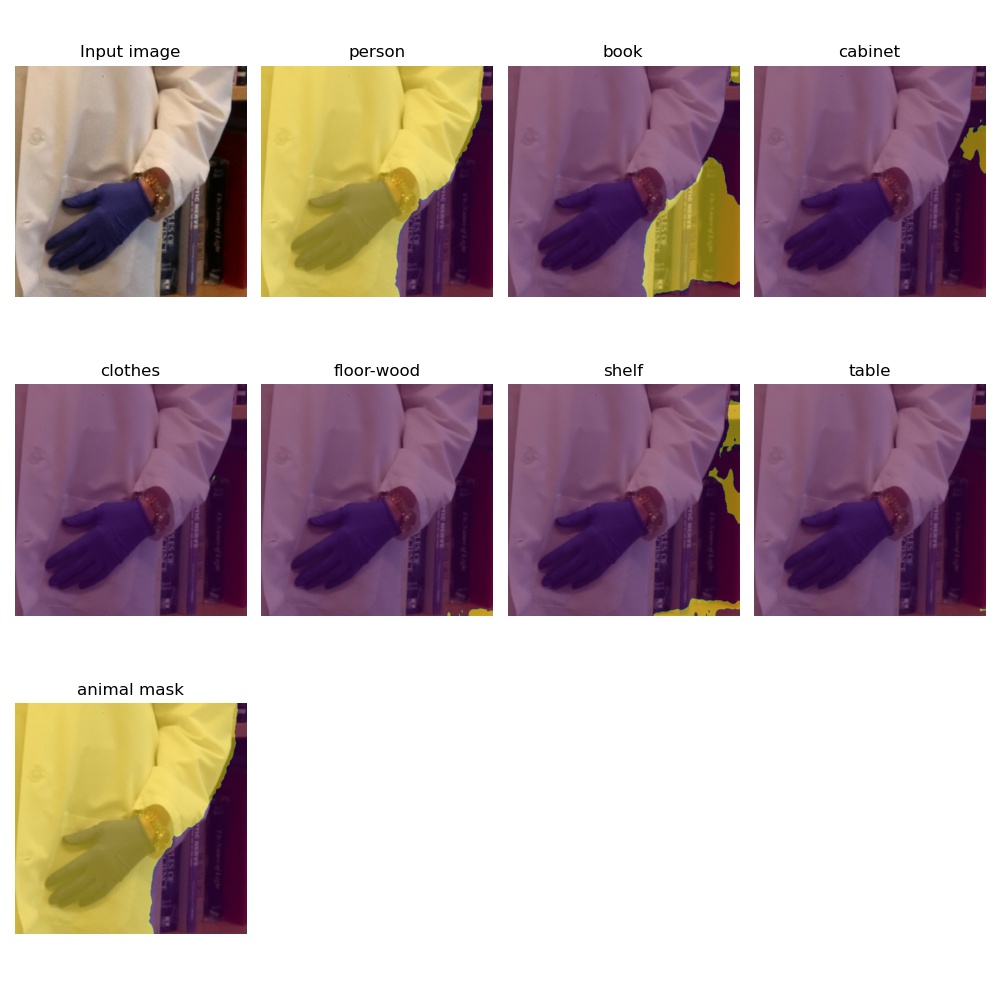 Input image
person
book
cabinet
clothes
floor-wood
shelf
table
animal mask